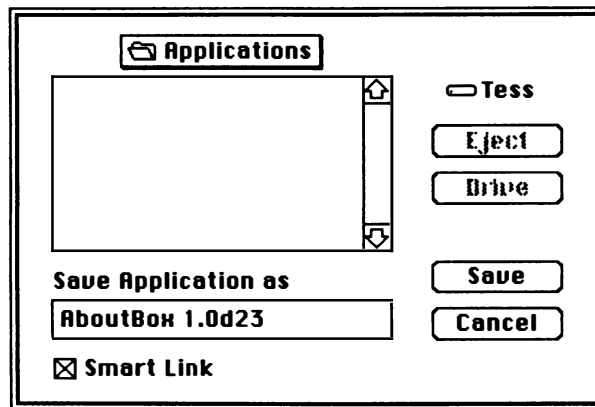 Applications
Tess
Eject
Drive
Save Application as
Save
AboutBox 1.0d23
Cancel
Smart Link